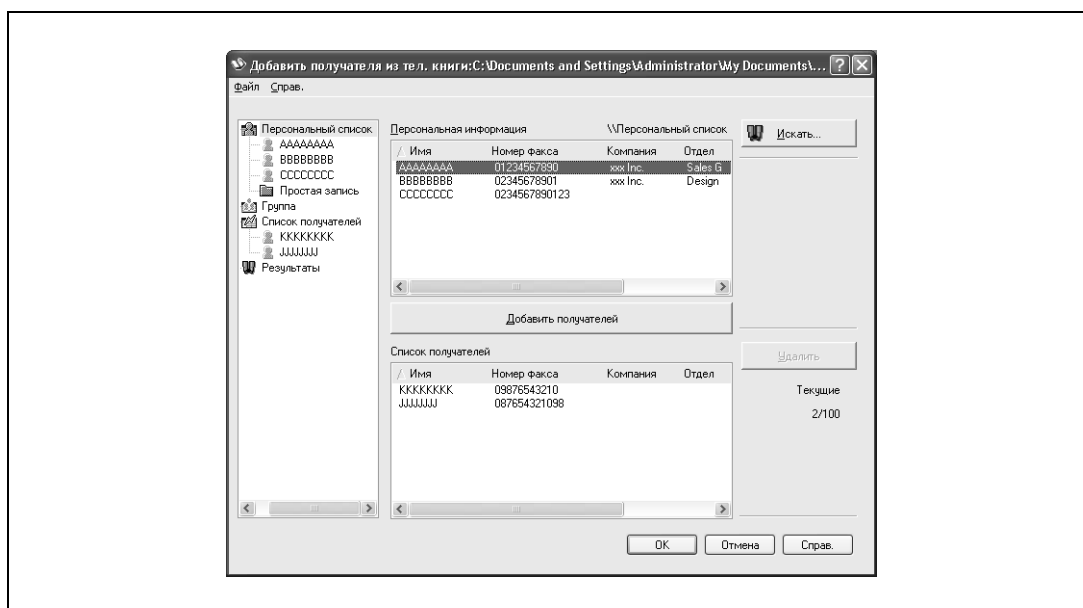 Добавить получателя из тел. книги:C:\Documents and Settings\Administrator\My Documents\...
Файл Справ.
Персональный список
AAAAAAAA
BBBBBBBB
CCCCCCCC
Простая запись
Группа
Список получателей
KKKKKKKK
JJJJJJJ
Результаты
Персональная информация \\Персональный список
Имя Номер факса Компания Отдел
AAAAAAAA 01234567890 xxx Inc. Sales G
BBBBBBBB 02345678901 xxx Inc. Design
CCCCCCCC 0234567890123
Добавить получателей
Список получателей
Имя Номер факса Компания Отдел
KKKKKKKK 09876543210
JJJJJJJ 087654321098
Искать...
Удалить
Текущие
2/100
OK Отмена Справ.